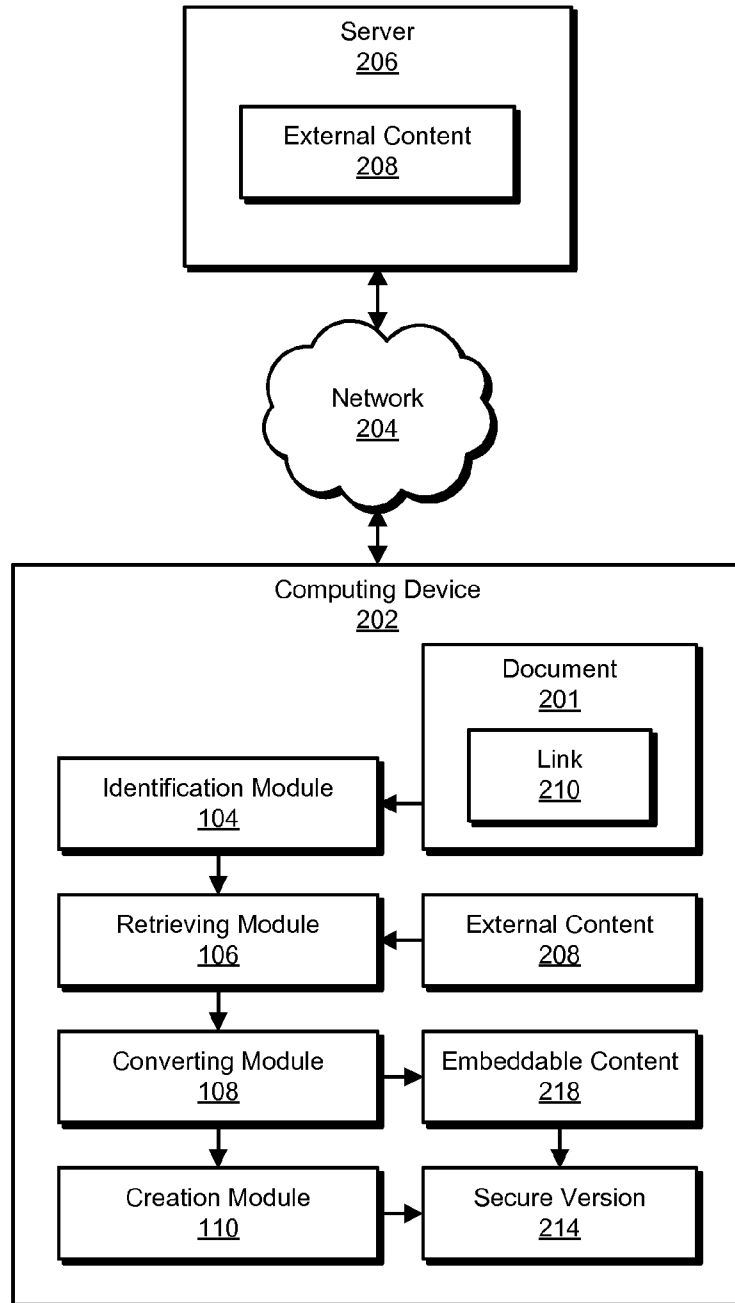 Server
206
External Content
208
Network
204
Computing Device
202
Document
201
Link
210
Identification Module
104
Retrieving Module
106
External Content
208
Converting Module
108
Embeddable Content
218
Creation Module
110
Secure Version
214